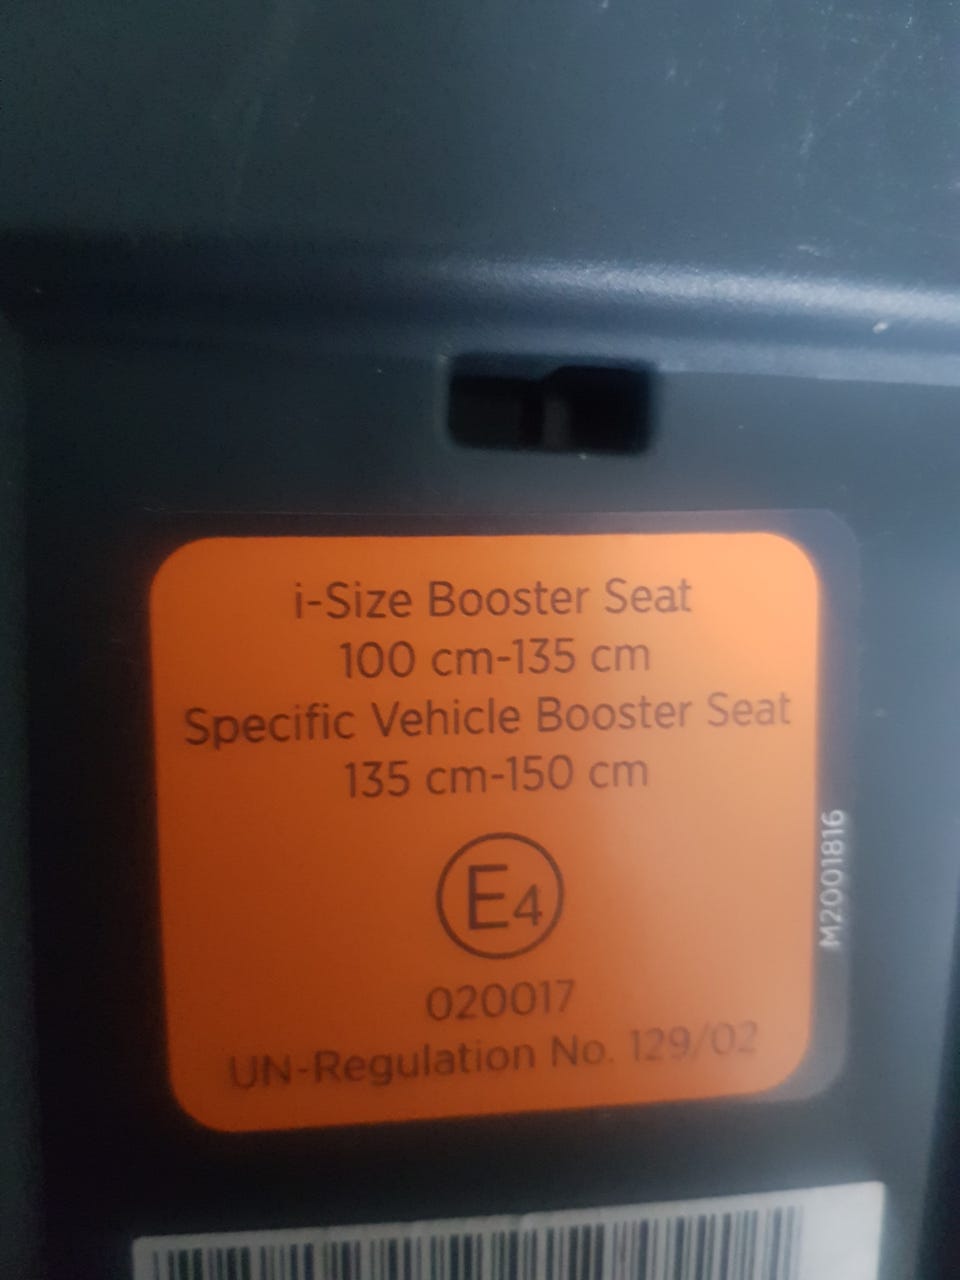 i-Size Booster Seat
100 cm-135 cm
Specific Vehicle Booster Seat
135 cm-150 cm
E4
020017
UN-Regulation No. 129/02
M2001816